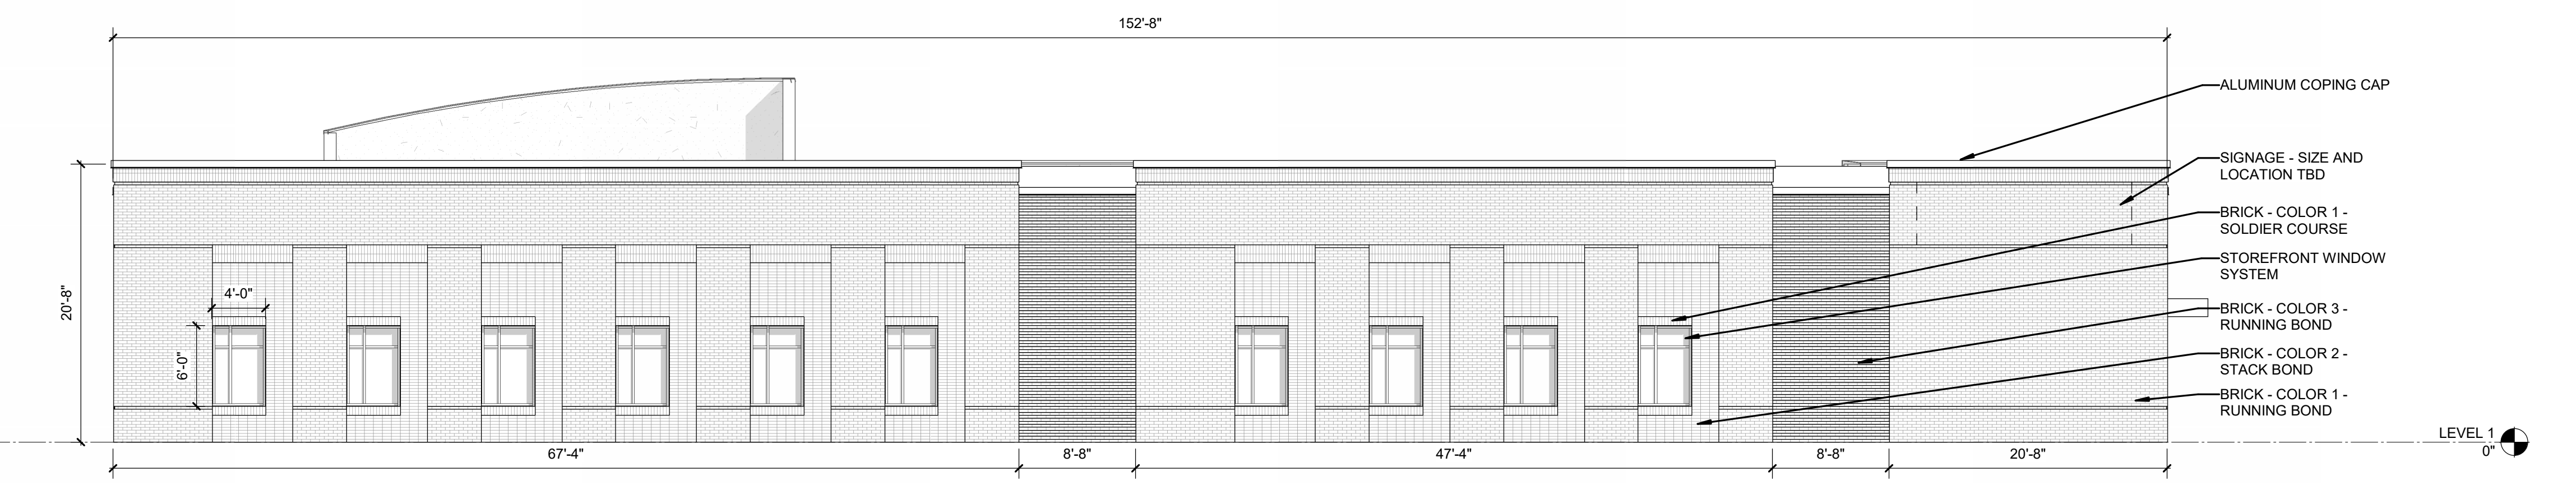 152'-8"
ALUMINUM COPING CAP
SIGNAGE - SIZE AND
LOCATION TBD
BRICK - COLOR 1 -
SOLDIER COURSE
STOREFRONT WINDOW
SYSTEM
20'-8"
4'-0"
6'-0"
BRICK - COLOR 3 -
RUNNING BOND
BRICK - COLOR 2 -
STACK BOND
BRICK - COLOR 1 -
RUNNING BOND
LEVEL 1
0"
67'-4"
8'-8"
47'-4"
8'-8"
20'-8"